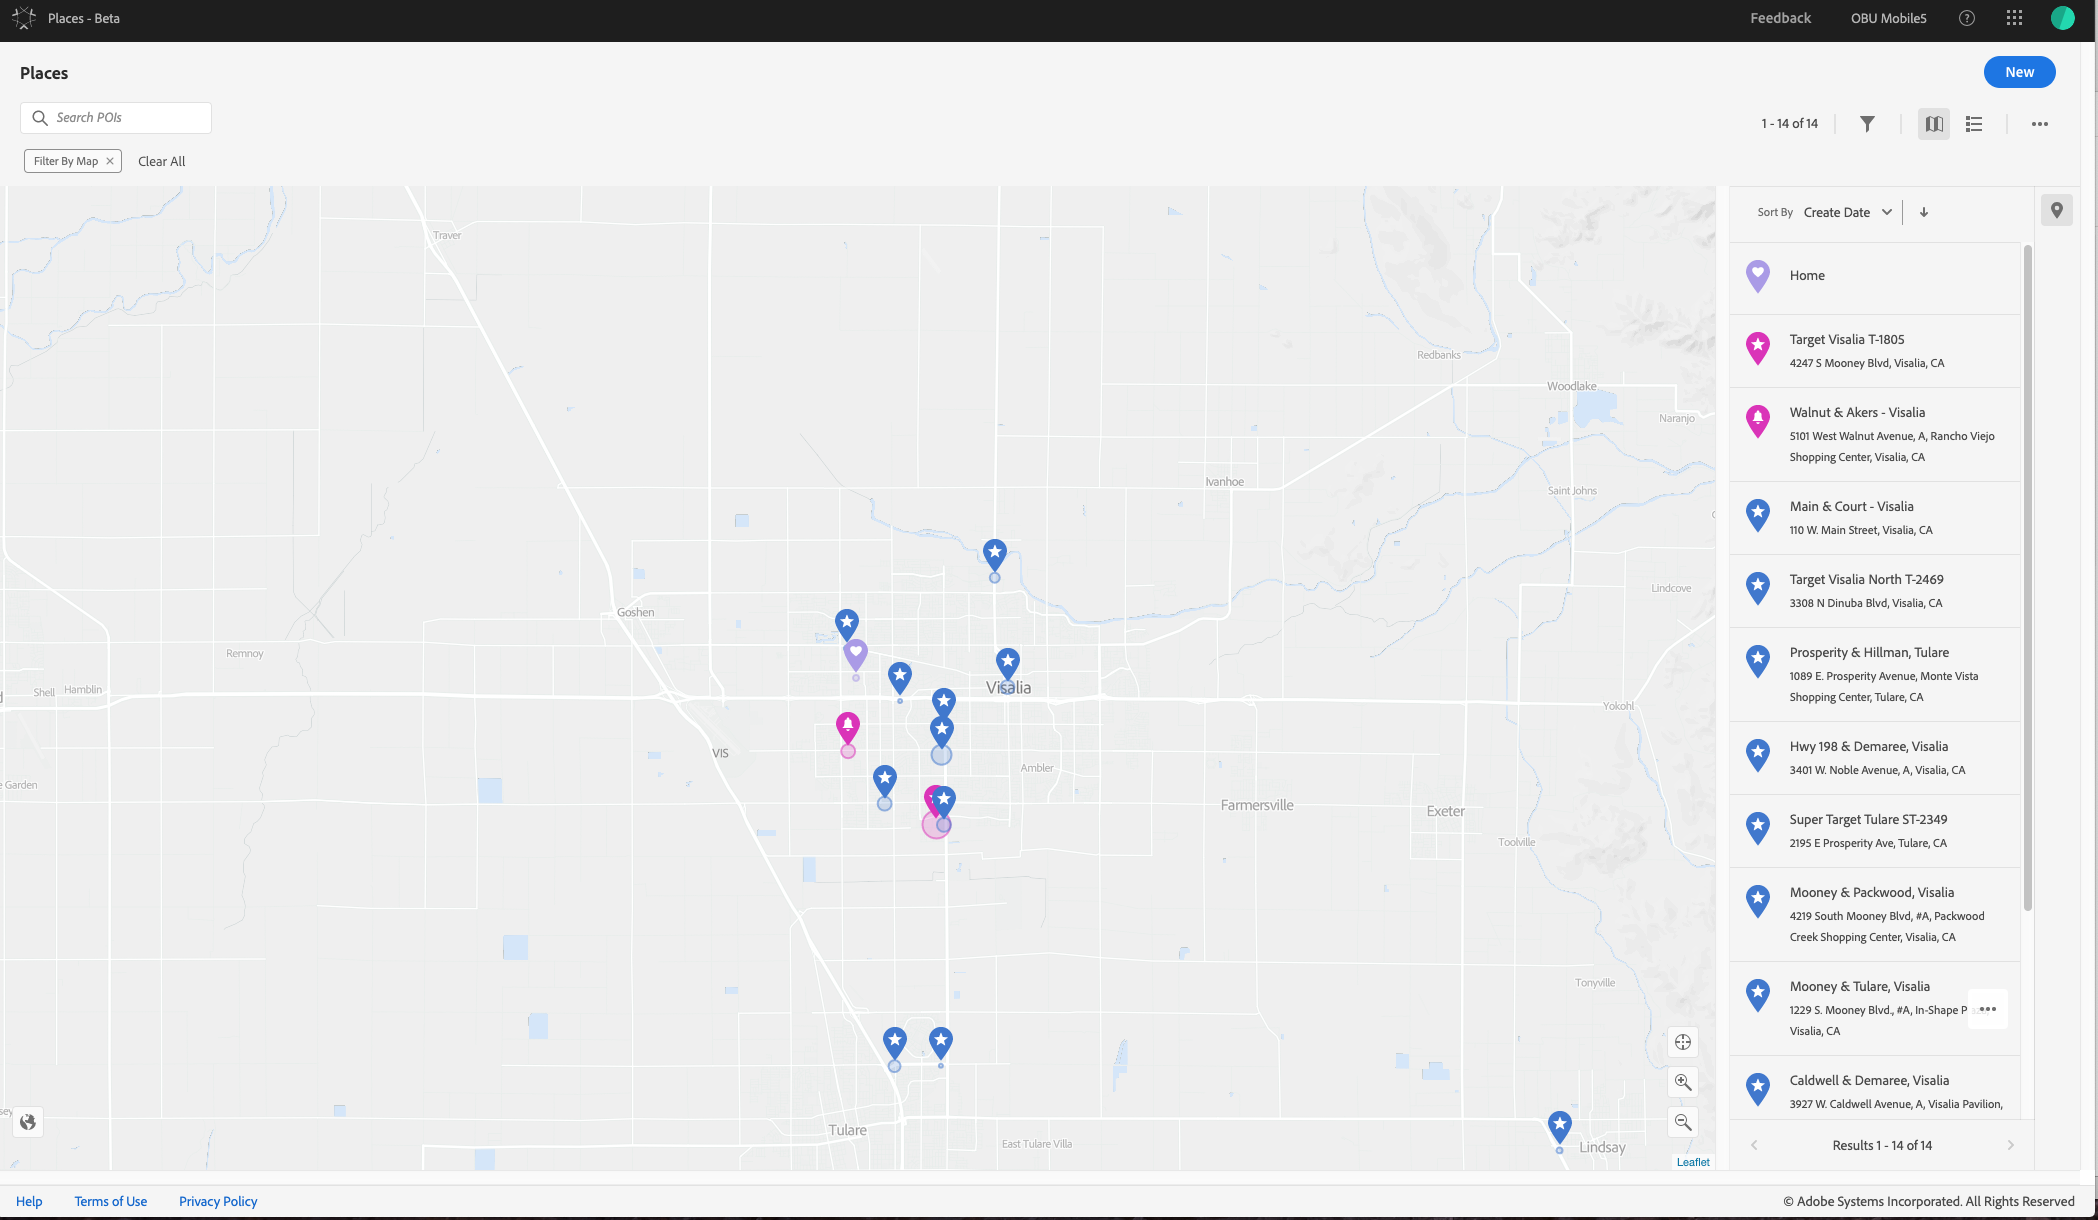 Places - Beta
Feedback
OBU Mobile5
Places
New
Search POIs
1 - 14 of 14
Filter By Map
Clear All
Traver
Redbanks
Woodlake
Naranjo
Ivanhoe
Saint Johns
Lindcove
Goshen
Remnoy
Shell
Hamblin
Visalia
Yokohl
VIS
Ambler
e Garden
Farmersville
Exeter
Toolville
Tonyville
sey
Tulare
East Tulare Villa
Lindsay
Leaflet
Sort By
Create Date
Home
Target Visalia T-1805
4247 S Mooney Blvd, Visalia, CA
Walnut & Akers - Visalia
5101 West Walnut Avenue, A, Rancho Viejo
Shopping Center, Visalia, CA
Main & Court - Visalia
110 W. Main Street, Visalia, CA
Target Visalia North T-2469
3308 N Dinuba Blvd, Visalia, CA
Prosperity & Hillman, Tulare
1089 E. Prosperity Avenue, Monte Vista
Shopping Center, Tulare, CA
Hwy 198 & Demaree, Visalia
3401 W. Noble Avenue, A, Visalia, CA
Super Target Tulare ST-2349
2195 E Prosperity Ave, Tulare, CA
Mooney & Packwood, Visalia
4219 South Mooney Blvd, #A, Packwood
Creek Shopping Center, Visalia, CA
Mooney & Tulare, Visalia
1229 S. Mooney Blvd., #A, In-Shape P
Visalia, CA
Caldwell & Demaree, Visalia
3927 W. Caldwell Avenue, A, Visalia Pavilion,
Results 1 - 14 of 14
Help
Terms of Use
Privacy Policy
© Adobe Systems Incorporated. All Rights Reserved